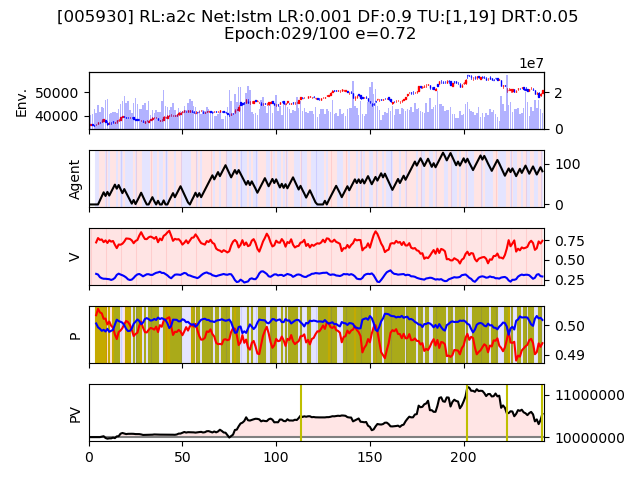 [005930] RL:a2c Net:lstm LR:0.001 DF:0.9 TU:[1,19] DRT:0.05
Epoch:029/100 e=0.72
1e7
Env.
50000
40000
2
0
Agent
100
0
V
0.75
0.50
0.25
P
0.50
0.49
PV
11000000
10000000
0 50 100 150 200